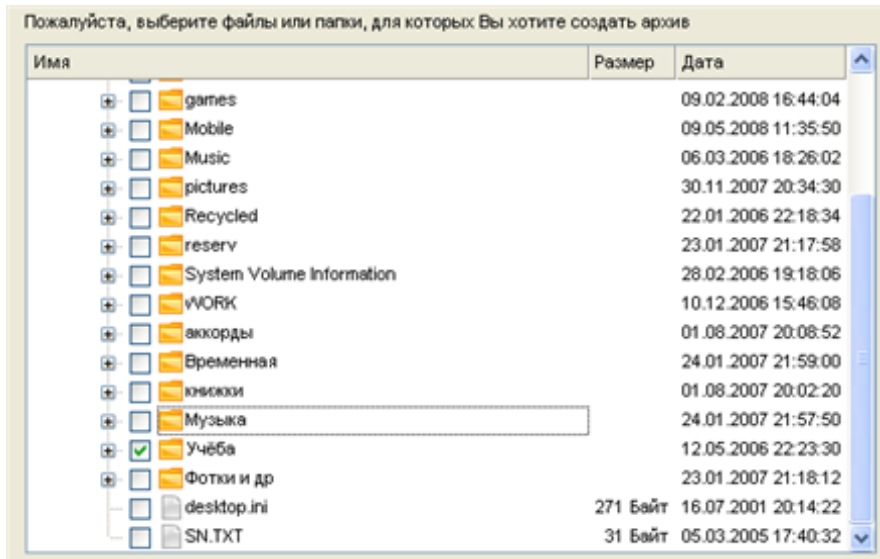 Пожалуйста, выберите файлы или папки, для которых Вы хотите создать архив
Имя Размер Дата
games 09.02.2008 16:44:04
Mobile 09.05.2008 11:35:50
Music 06.03.2006 18:26:02
pictures 30.11.2007 20:34:30
Recycled 22.01.2006 22:18:34
reserv 23.01.2007 21:17:58
System Volume Information 28.02.2006 19:18:06
WORK 10.12.2006 15:46:08
аккорды 01.08.2007 20:08:52
Временная 24.01.2007 21:59:00
книжки 01.08.2007 20:02:20
Музыка 24.01.2007 21:57:50
Учёба 12.05.2006 22:23:30
Фотки и др 23.01.2007 21:18:12
desktop.ini 271 Байт 16.07.2001 20:14:22
SN.TXT 31 Байт 05.03.2005 17:40:32